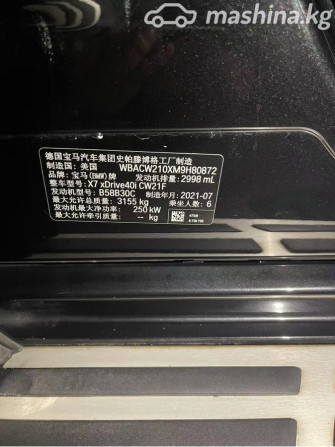 mashina.kg
德国宝马汽车集团史帕滕博格工厂制造
制造国：美国 WBACW210XM9H80872
品牌：宝马(BMW)牌 发动机排量：2998 mL
整车型号：X7 xDrive40i CW21F
发动机型号：B58B30C 制造年月：2021-07
最大允许总质量：3155 kg 乘坐人数：6
发动机最大净功率：250 kW
最大允许牵引质量：-- kg